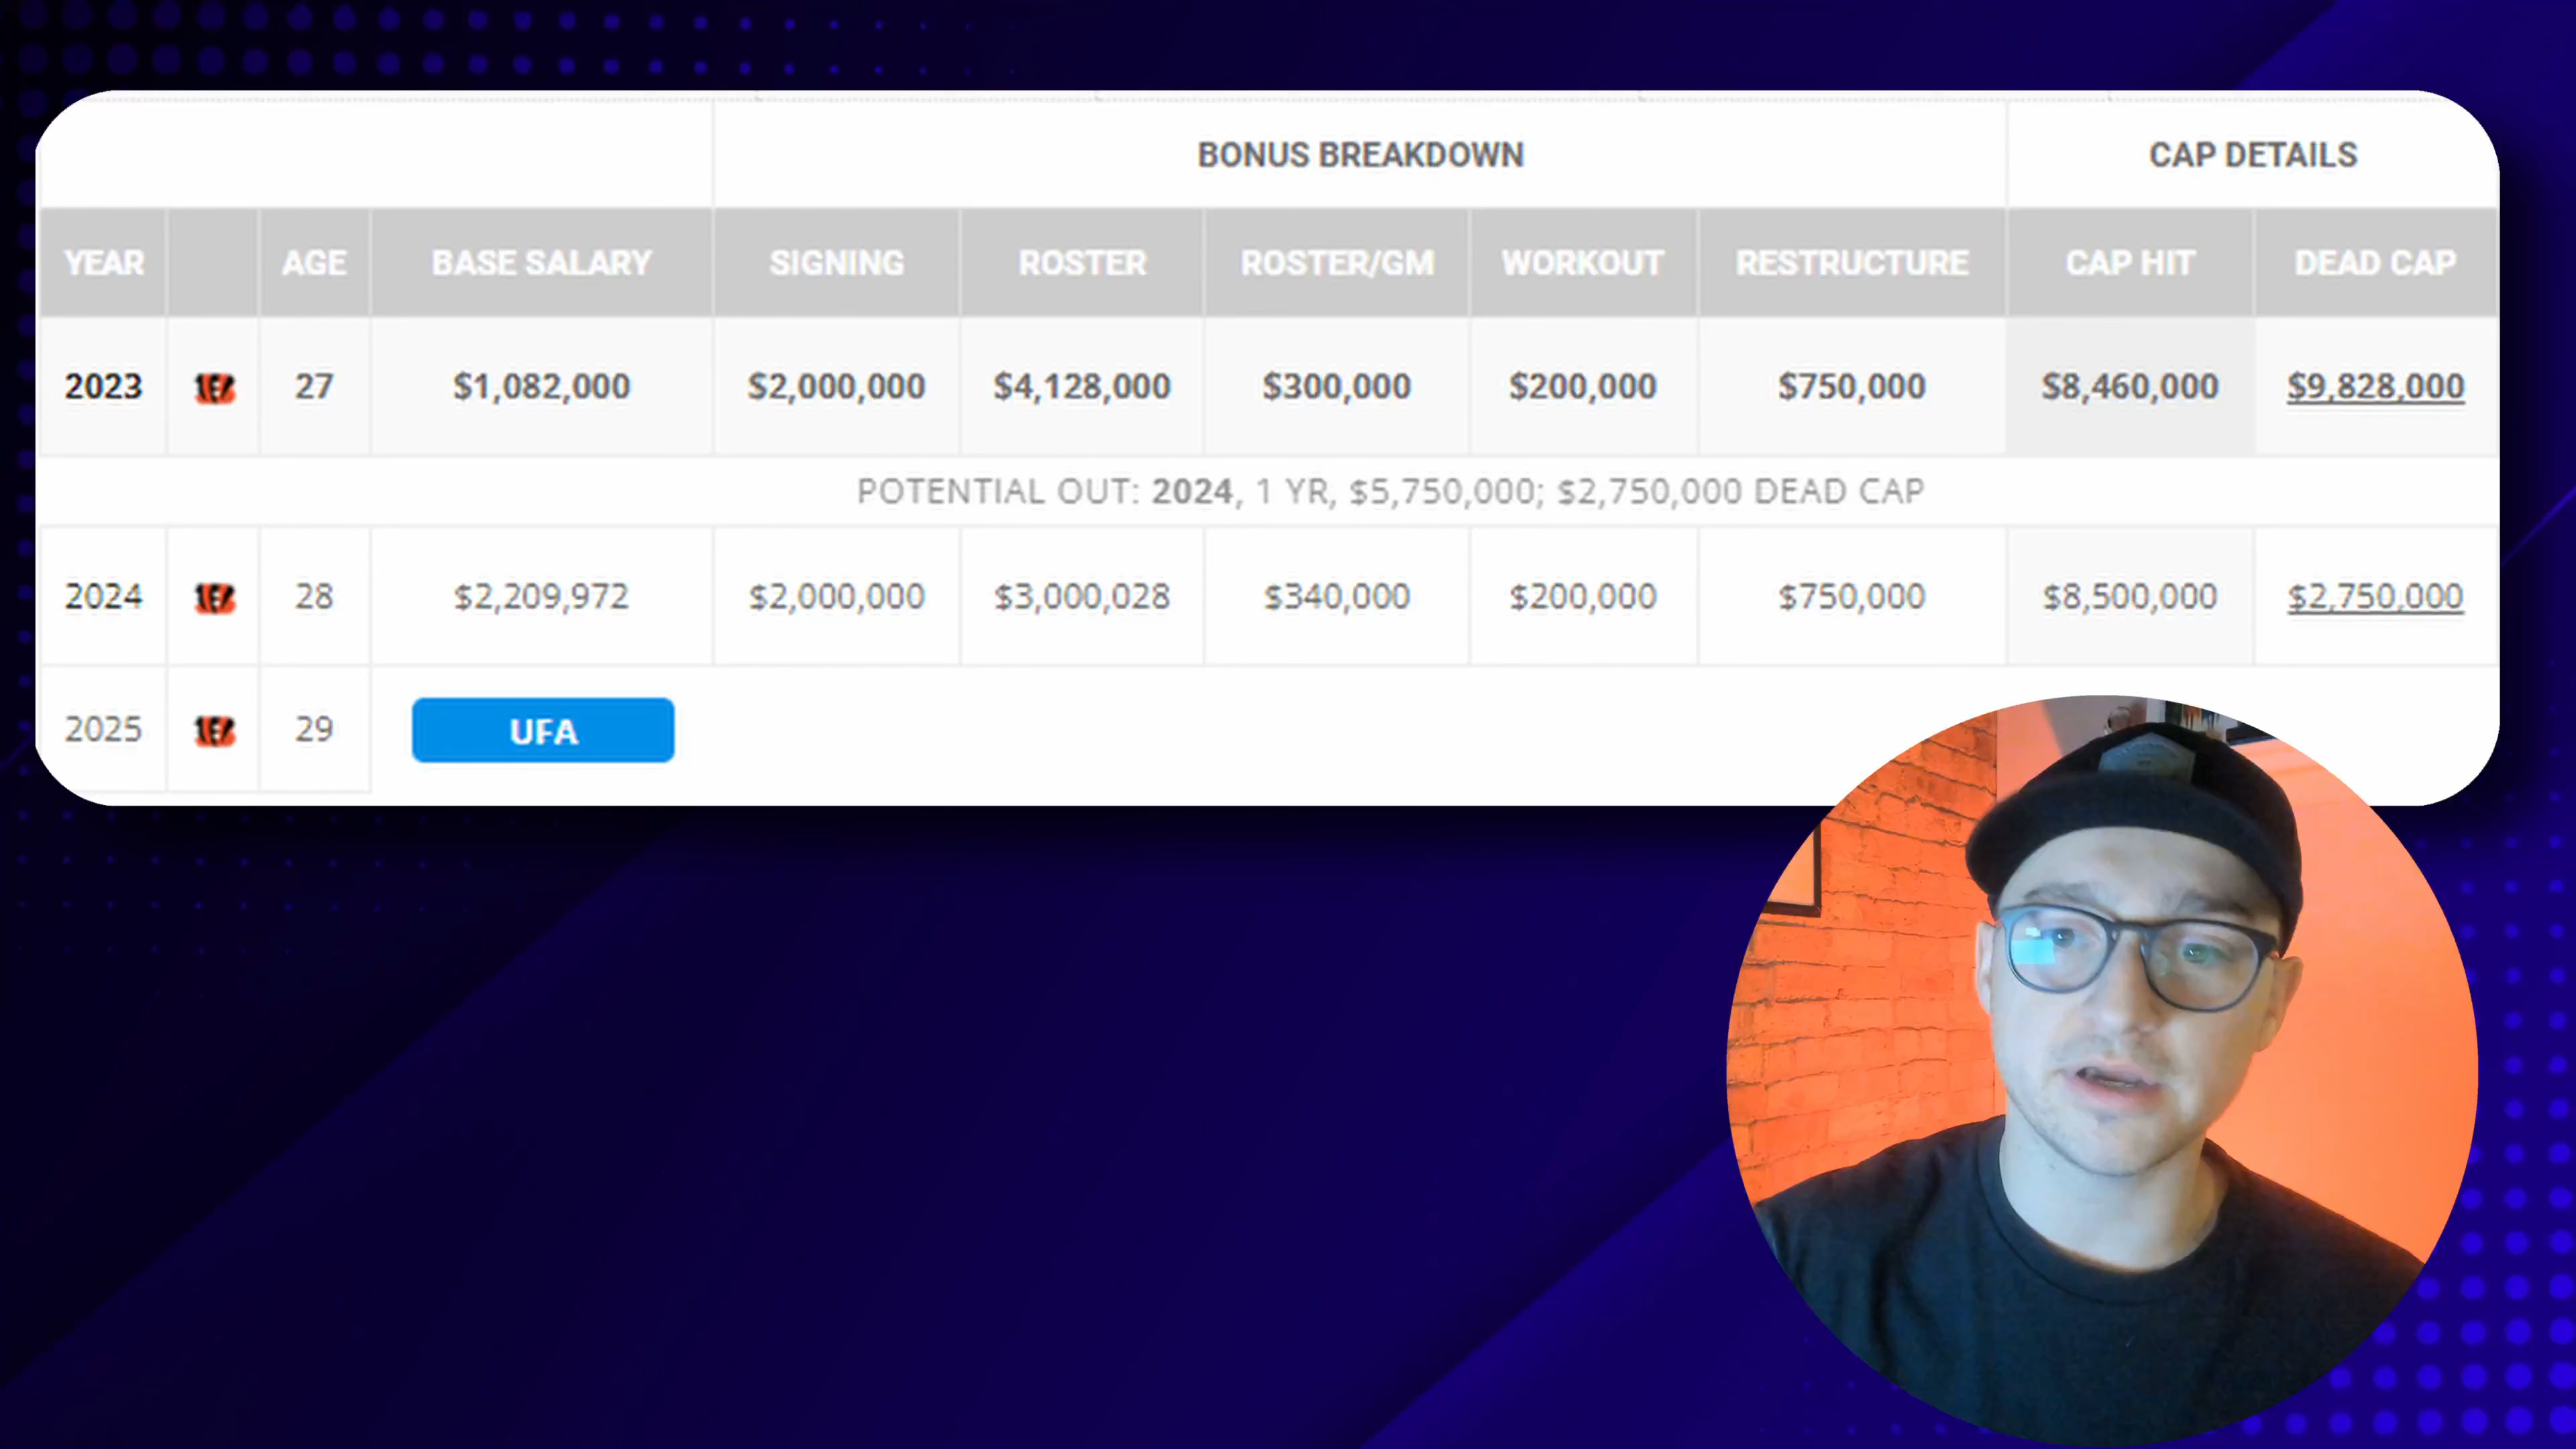 BONUS BREAKDOWN CAP DETAILS
YEAR AGE BASE SALARY SIGNING ROSTER ROSTER/GM WORKOUT RESTRUCTURE CAP HIT DEAD CAP
2023 27 $1,082,000 $2,000,000 $4,128,000 $300,000 $200,000 $750,000 $8,460,000 $9,828,000
POTENTIAL OUT: 2024, 1 YR, $5,750,000; $2,750,000 DEAD CAP
2024 28 $2,209,972 $2,000,000 $3,000,028 $340,000 $200,000 $750,000 $8,500,000 $2,750,000
2025 29 UFA